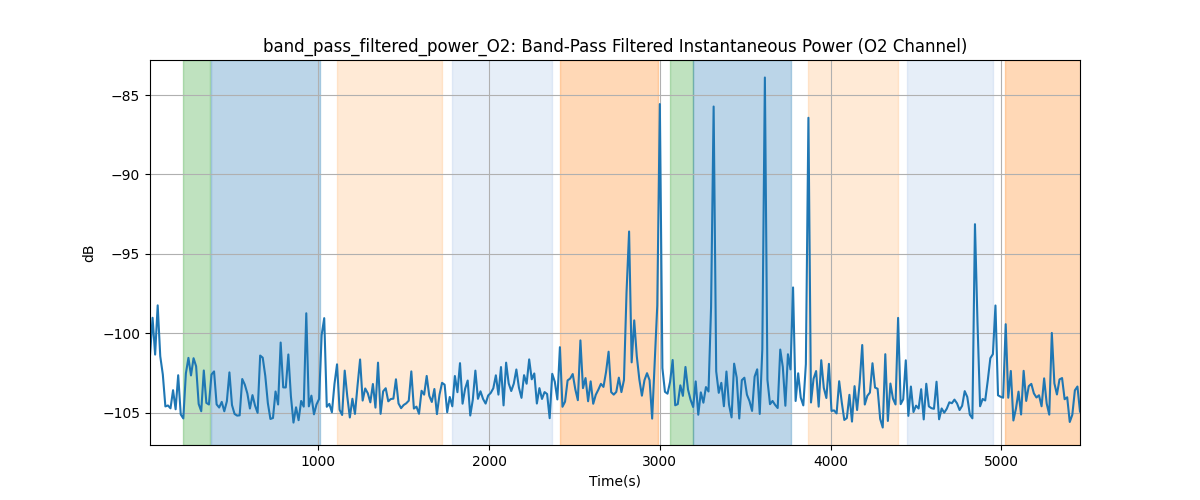 band_pass_filtered_power_O2: Band-Pass Filtered Instantaneous Power (O2 Channel)
−85
−90
−95
−100
−105
dB
1000 2000 3000 4000 5000
Time(s)